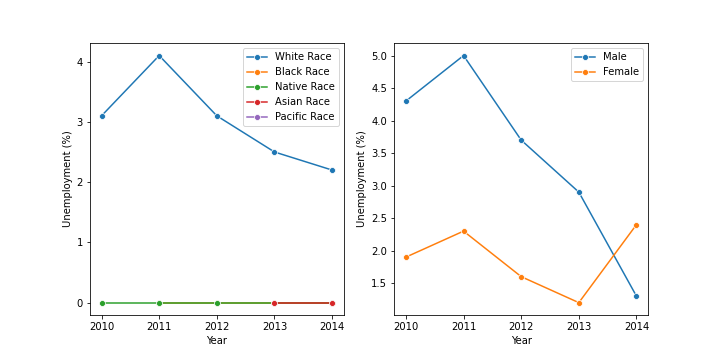 White Race
Black Race
Native Race
Asian Race
Pacific Race
4
3
2
1
0
Unemployment (%)
2010 2011 2012 2013 2014
Year
Male
Female
5.0
4.5
4.0
3.5
3.0
2.5
2.0
1.5
Unemployment (%)
2010 2011 2012 2013 2014
Year